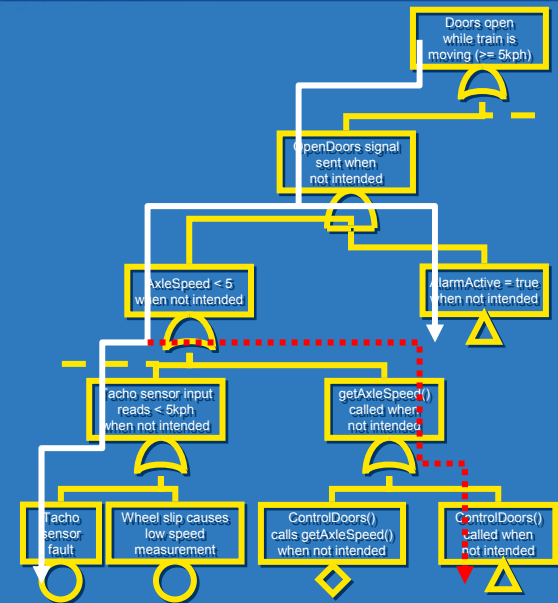 Doors open
while train is
moving (>= 5kph)
OpenDoors signal
sent when
not intended
AxleSpeed < 5
when not intended
AlarmActive = true
when not intended
Tacho sensor input
reads < 5kph
when not intended
getAxleSpeed()
called when
not intended
Tacho
sensor
fault
Wheel slip causes
low speed
measurement
ControlDoors()
calls getAxleSpeed()
when not intended
ControlDoors()
called when
not intended